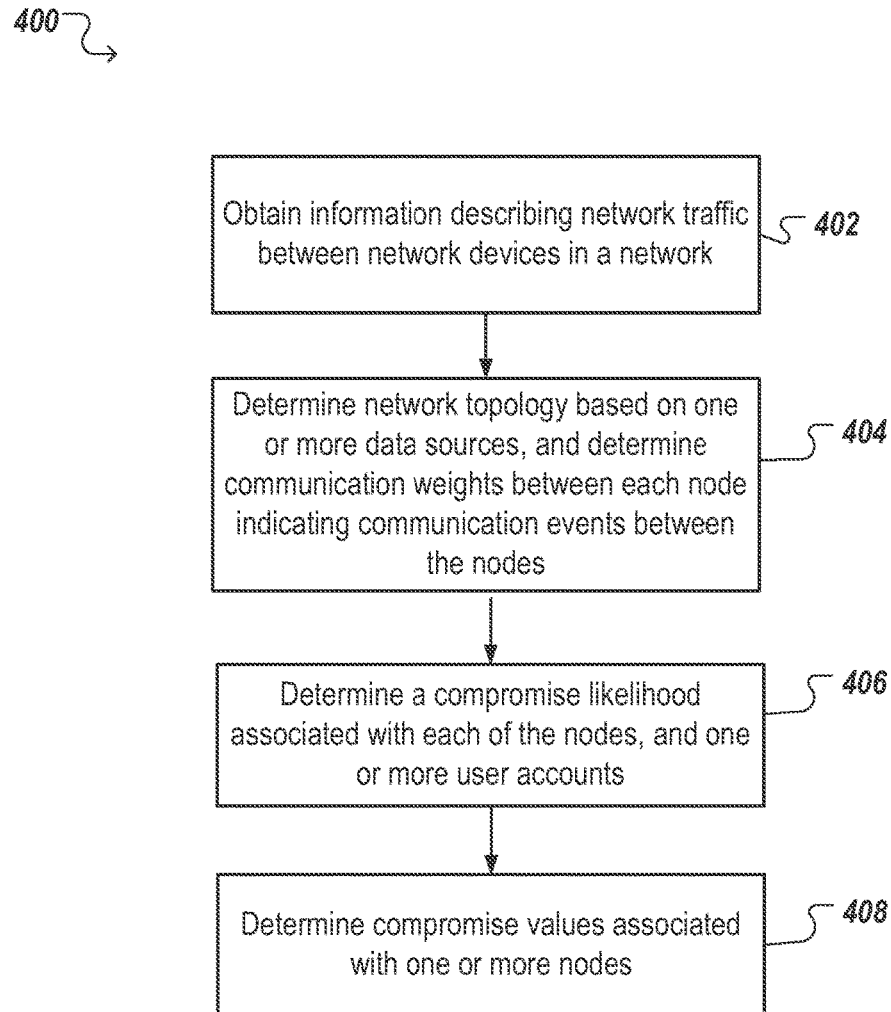 400
Obtain information describing network traffic
between network devices in a network
402
Determine network topology based on one
or more data sources, and determine
communication weights between each node
indicating communication events between
the nodes
404
Determine a compromise likelihood
associated with each of the nodes, and one
or more user accounts
406
Determine compromise values associated
with one or more nodes
408